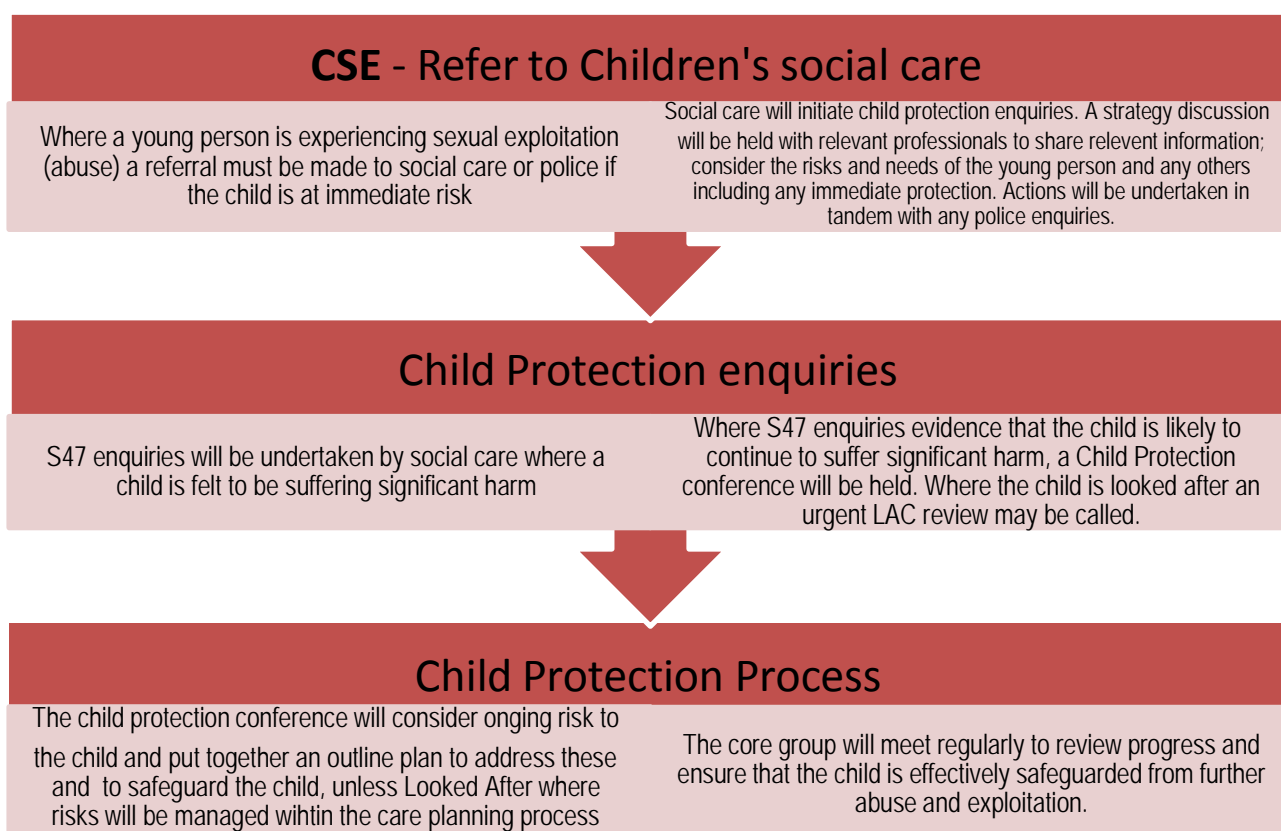 CSE - Refer to Children's social care
Where a young person is experiencing sexual exploitation
(abuse) a referral must be made to social care or police if
the child is at immediate risk
Social care will initiate child protection enquiries. A strategy discussion
will be held with relevant professionals to share relevent information;
consider the risks and needs of the young person and any others
including any immediate protection. Actions will be undertaken in
tandem with any police enquiries.
Child Protection enquiries
S47 enquiries will be undertaken by social care where a
child is felt to be suffering significant harm
Where S47 enquiries evidence that the child is likely to
continue to suffer significant harm, a Child Protection
conference will be held. Where the child is looked after an
urgent LAC review may be called.
Child Protection Process
The child protection conference will consider onging risk to
the child and put together an outline plan to address these
and to safeguard the child, unless Looked After where
risks will be managed wihtin the care planning process
The core group will meet regularly to review progress and
ensure that the child is effectively safeguarded from further
abuse and exploitation.